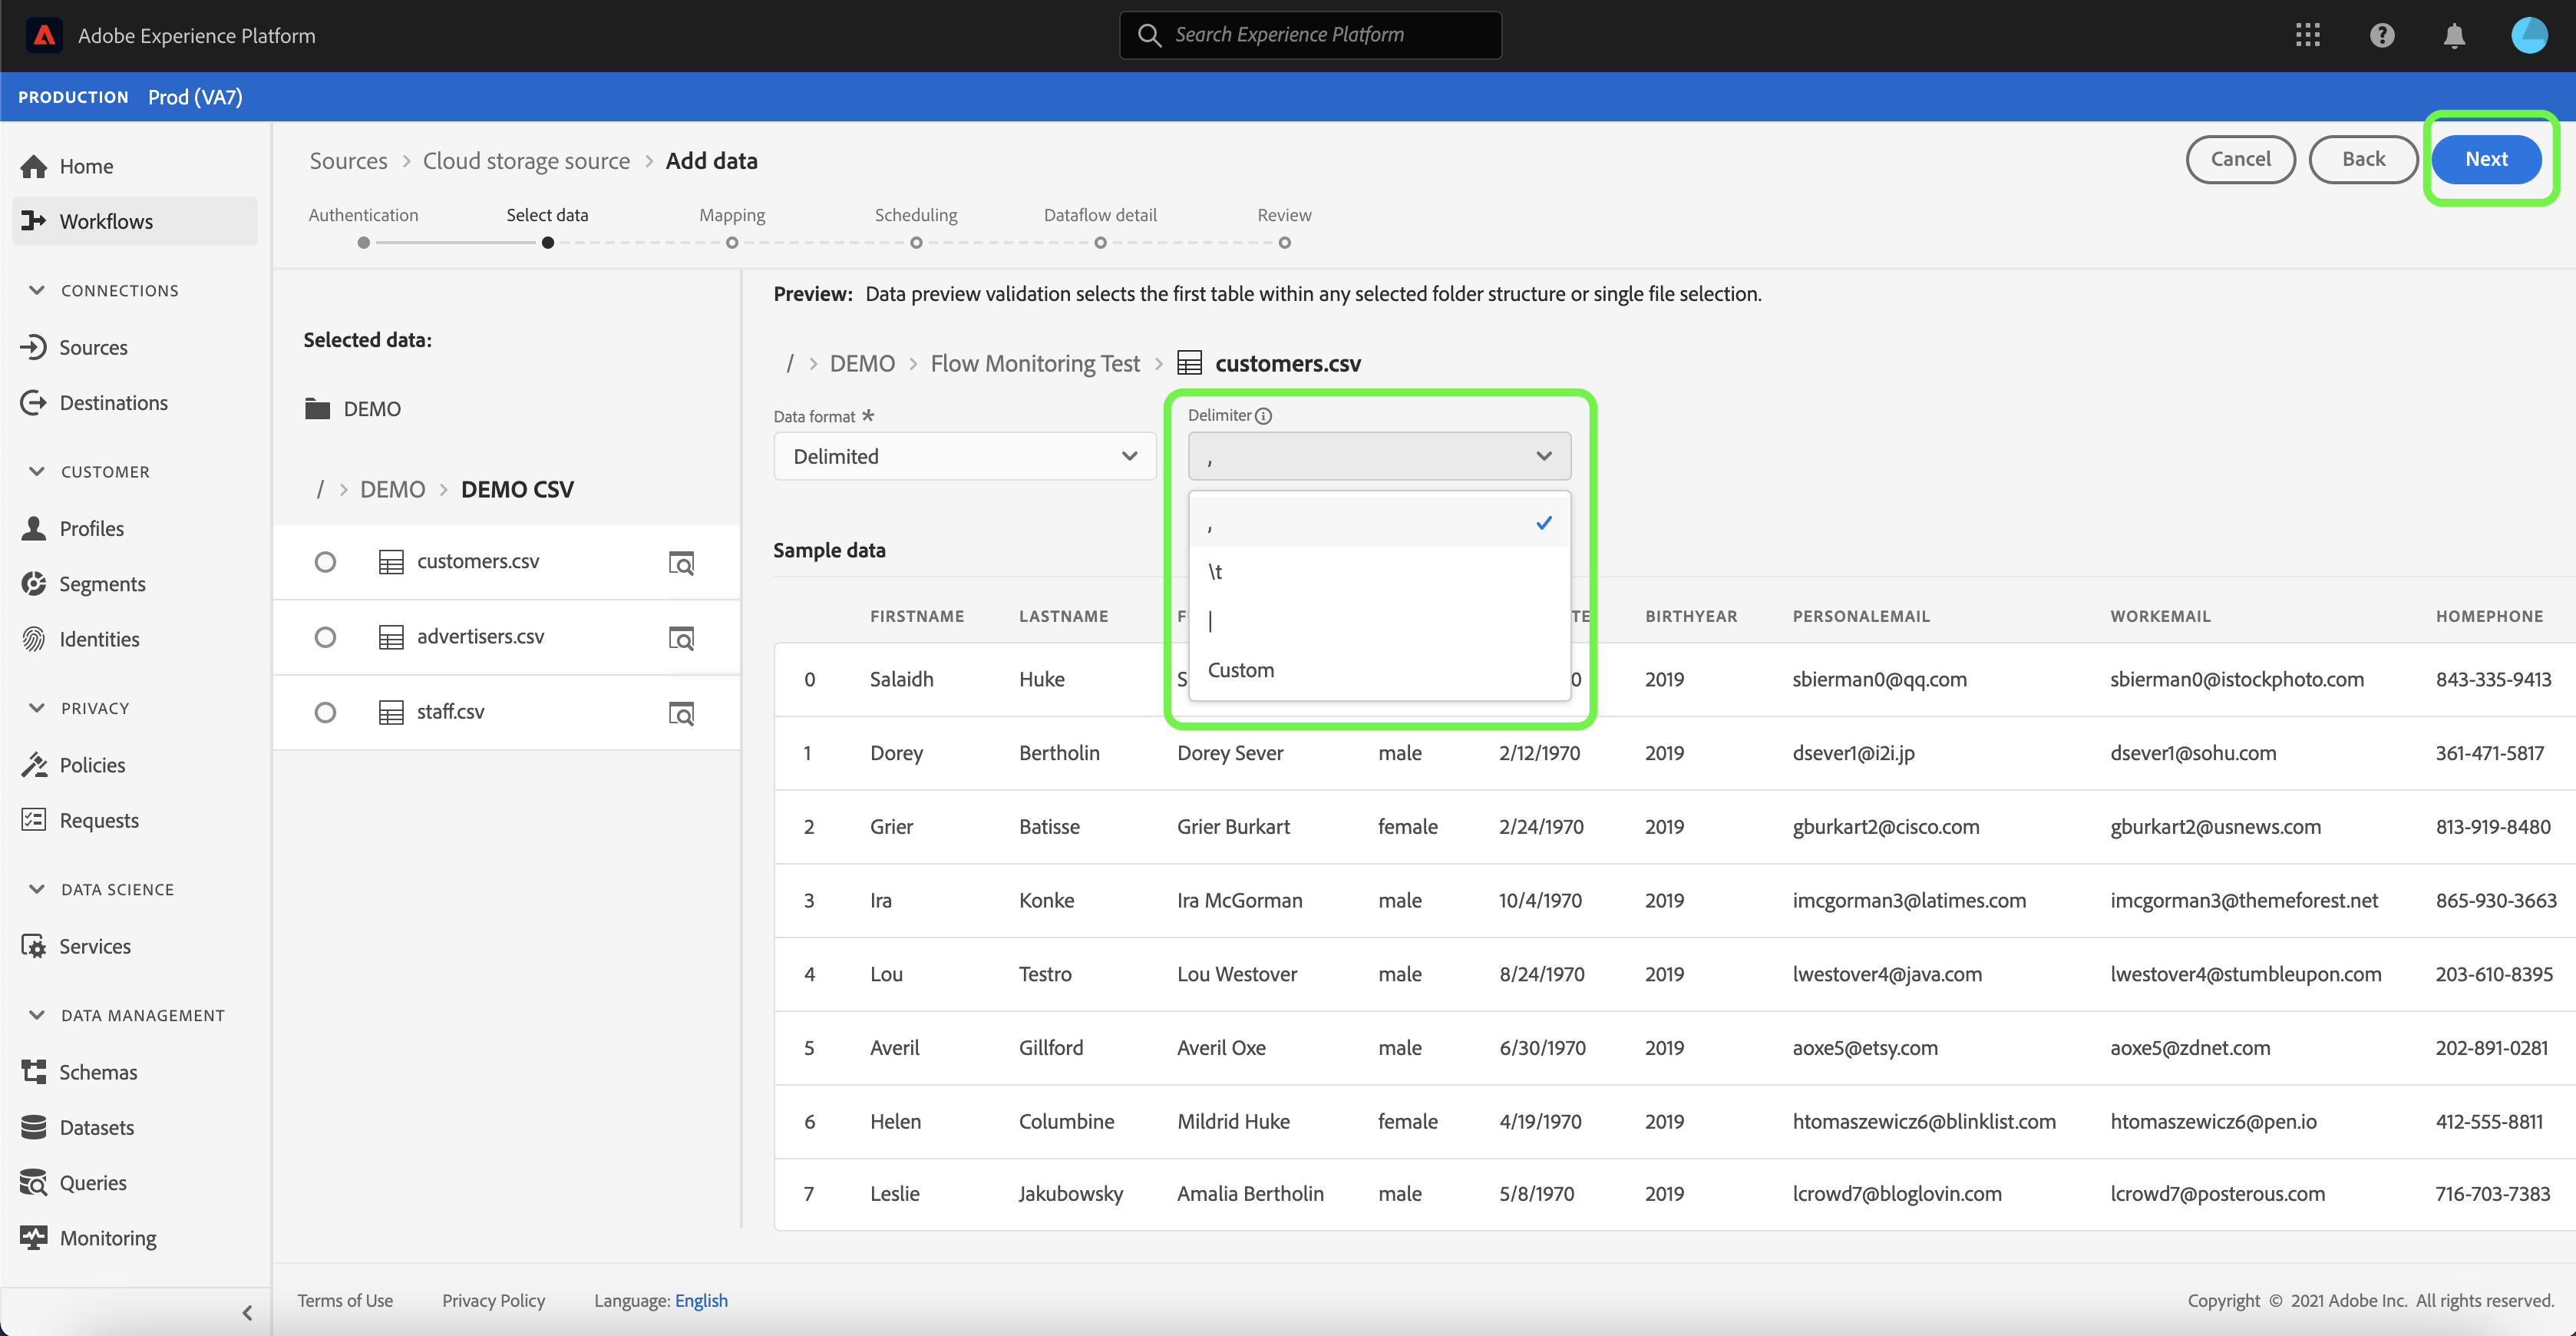 Adobe Experience Platform
Search Experience Platform
PRODUCTION Prod (VA7)
Home
Workflows
CONNECTIONS
Sources
Destinations
CUSTOMER
Profiles
Segments
Identities
PRIVACY
Policies
Requests
DATA SCIENCE
Services
DATA MANAGEMENT
Schemas
Datasets
Queries
Monitoring
Sources > Cloud storage source > Add data
Cancel Back Next
Authentication Select data Mapping Scheduling Dataflow detail Review
Selected data:
DEMO
/ > DEMO > DEMO CSV
customers.csv
advertisers.csv
staff.csv
Preview: Data preview validation selects the first table within any selected folder structure or single file selection.
/ > DEMO > Flow Monitoring Test > customers.csv
Data format *
Delimited
Delimiter
,
,
\t
|
Custom
Sample data
FIRSTNAME LASTNAME F TE BIRTHYEAR PERSONALEMAIL WORKEMAIL HOMEPHONE
0 Salaidh Huke S 0 2019 sbierman0@qq.com sbierman0@istockphoto.com 843-335-9413
1 Dorey Bertholin Dorey Sever male 2/12/1970 2019 dsever1@i2i.jp dsever1@sohu.com 361-471-5817
2 Grier Batisse Grier Burkart female 2/24/1970 2019 gburkart2@cisco.com gburkart2@usnews.com 813-919-8480
3 Ira Konke Ira McGorman male 10/4/1970 2019 imcgorman3@latimes.com imcgorman3@themeforest.net 865-930-3663
4 Lou Testro Lou Westover male 8/24/1970 2019 lwestover4@java.com lwestover4@stumbleupon.com 203-610-8395
5 Averil Gillford Averil Oxe male 6/30/1970 2019 aoxe5@etsy.com aoxe5@zdnet.com 202-891-0281
6 Helen Columbine Mildrid Huke female 4/19/1970 2019 htomaszewicz6@blinklist.com htomaszewicz6@pen.io 412-555-8811
7 Leslie Jakubowsky Amalia Bertholin male 5/8/1970 2019 lcrowd7@bloglovin.com lcrowd7@posterous.com 716-703-7383
Terms of Use Privacy Policy Language: English Copyright © 2021 Adobe Inc. All rights reserved.